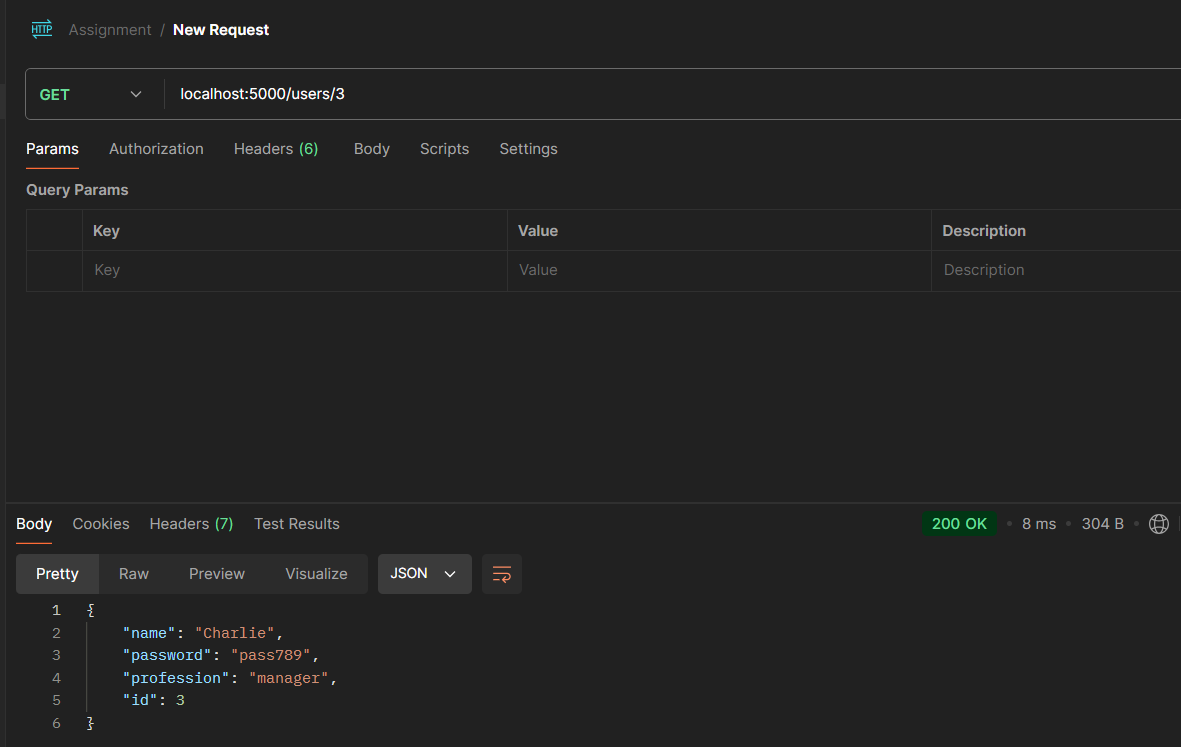 HTTP Assignment / New Request
GET localhost:5000/users/3
Params Authorization Headers (6) Body Scripts Settings
Query Params
Key Value Description
Key Value Description
Body Cookies Headers (7) Test Results 200 OK • 8 ms • 304 B •
Pretty Raw Preview Visualize JSON
1 {
2 "name": "Charlie",
3 "password": "pass789",
4 "profession": "manager",
5 "id": 3
6 }